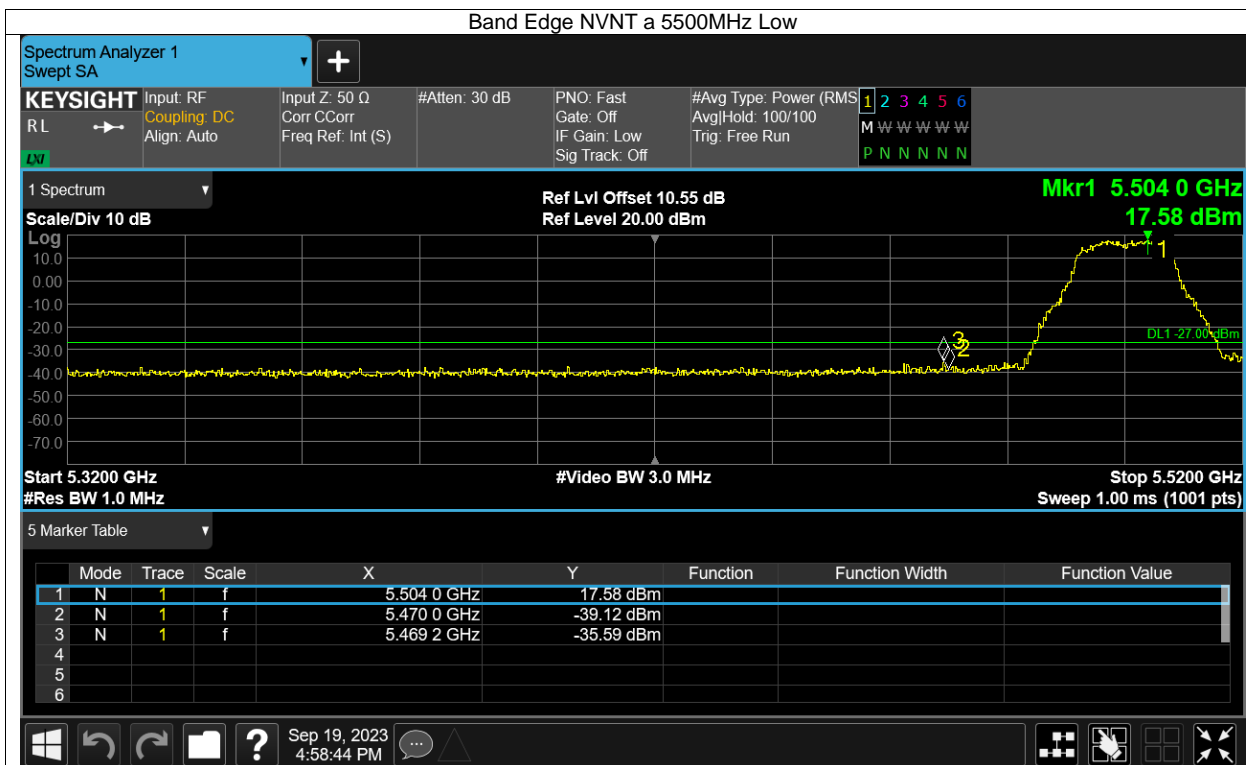 Band Edge NVNT a 5500MHz Low
Spectrum Analyzer 1
Swept SA
KEYSIGHT
R L
LXI
Input: RF
Coupling: DC
Align: Auto
Input Z: 50 Ω
Corr CCorr
Freq Ref: Int (S)
#Atten: 30 dB
PNO: Fast
Gate: Off
IF Gain: Low
Sig Track: Off
#Avg Type: Power (RMS
Avg|Hold: 100/100
Trig: Free Run
1 2 3 4 5 6
M W W W W W
P N N N N N
1 Spectrum
Scale/Div 10 dB
Ref Lvl Offset 10.55 dB
Ref Level 20.00 dBm
Mkr1 5.504 0 GHz
17.58 dBm
Log
10.0
0.00
-10.0
-20.0
-30.0
-40.0
-50.0
-60.0
-70.0
1
3
2
DL1 -27.00 dBm
Start 5.3200 GHz
#Res BW 1.0 MHz
#Video BW 3.0 MHz
Stop 5.5200 GHz
Sweep 1.00 ms (1001 pts)
5 Marker Table
Mode Trace Scale X Y Function Function Width Function Value
1 N 1 f 5.504 0 GHz 17.58 dBm
2 N 1 f 5.470 0 GHz -39.12 dBm
3 N 1 f 5.469 2 GHz -35.59 dBm
4
5
6
?
Sep 19, 2023
4:58:44 PM